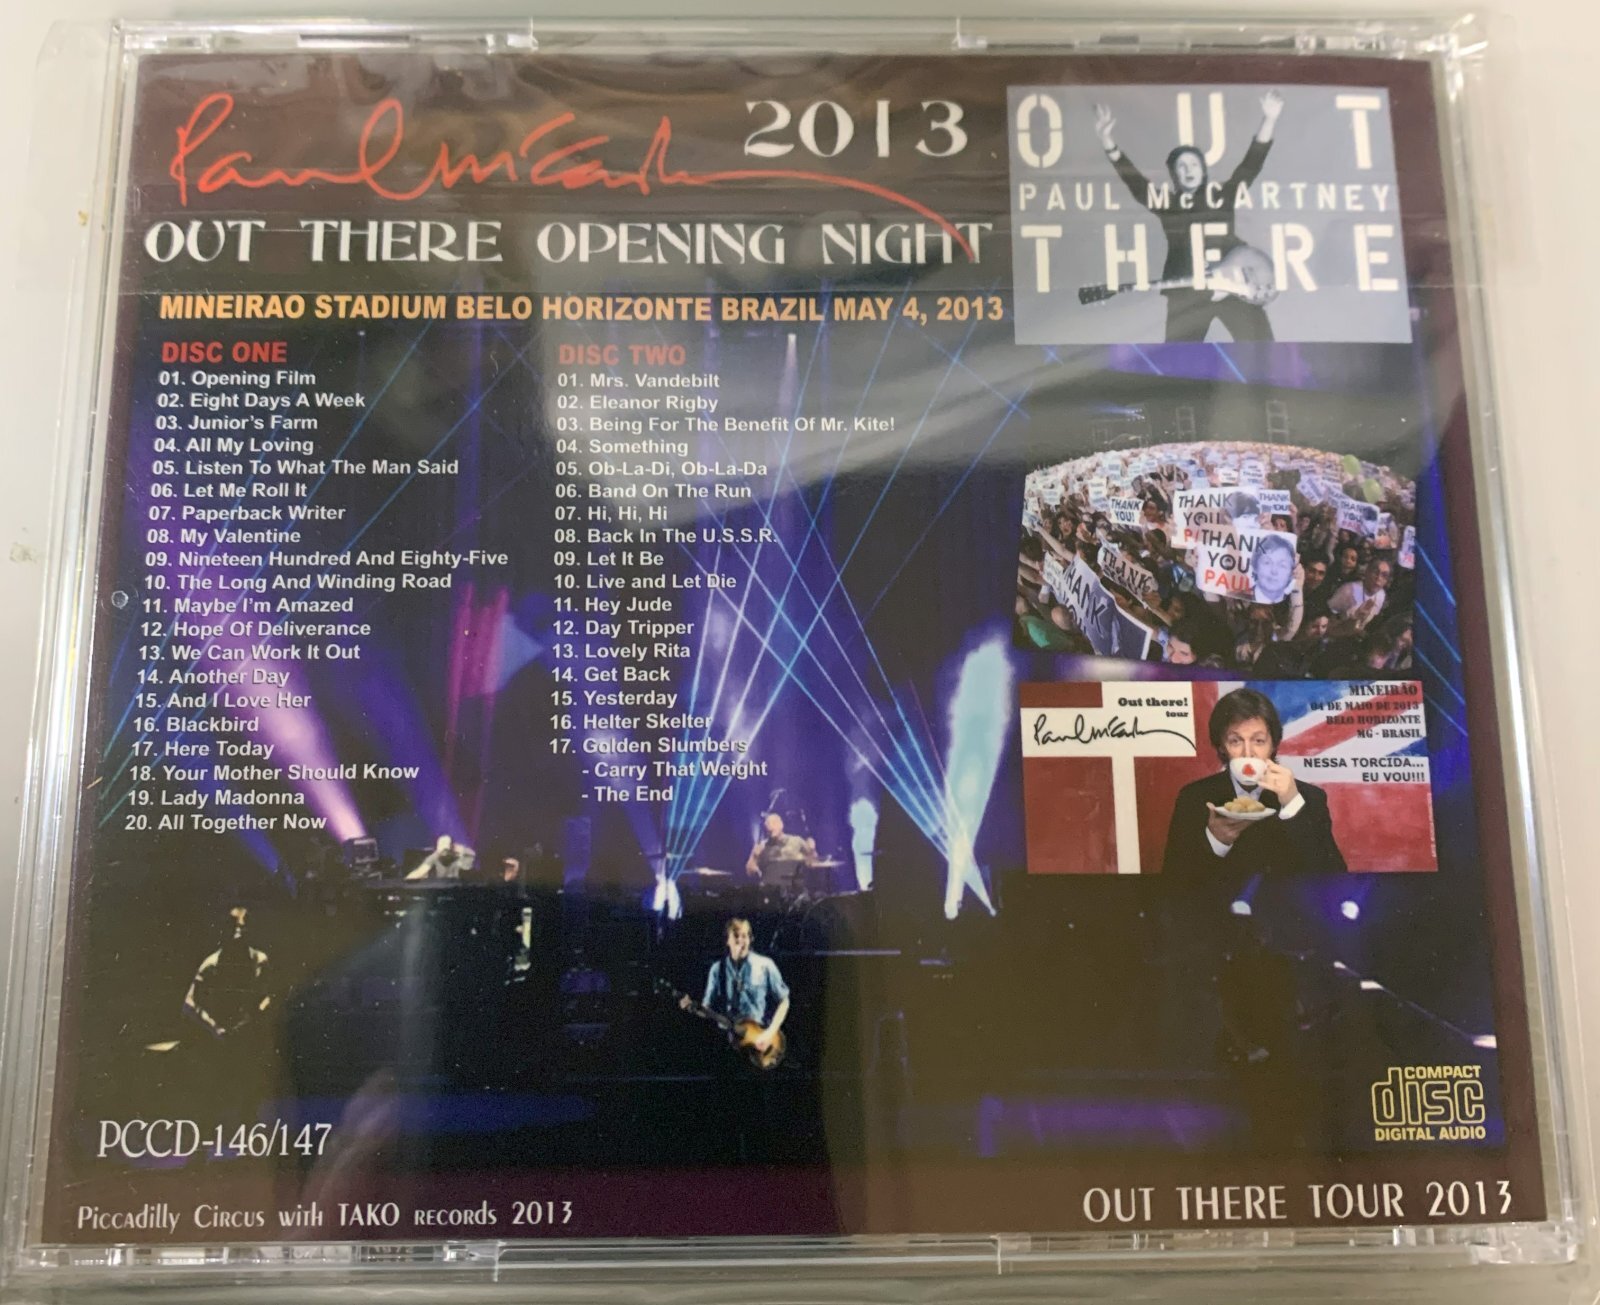 Paul McCartney 2013
OUT THERE OPENING NIGHT
MINEIRAO STADIUM BELO HORIZONTE BRAZIL MAY 4, 2013
OUT
PAUL McCARTNEY
THERE
DISC ONE
01. Opening Film
02. Eight Days A Week
03. Junior's Farm
04. All My Loving
05. Listen To What The Man Said
06. Let Me Roll It
07. Paperback Writer
08. My Valentine
09. Nineteen Hundred And Eighty-Five
10. The Long And Winding Road
11. Maybe I'm Amazed
12. Hope Of Deliverance
13. We Can Work It Out
14. Another Day
15. And I Love Her
16. Blackbird
17. Here Today
18. Your Mother Should Know
19. Lady Madonna
20. All Together Now
DISC TWO
01. Mrs. Vandebilt
02. Eleanor Rigby
03. Being For The Benefit Of Mr. Kite!
04. Something
05. Ob-La-Di, Ob-La-Da
06. Band On The Run
07. Hi, Hi, Hi
08. Back In The U.S.S.R.
09. Let It Be
10. Live and Let Die
11. Hey Jude
12. Day Tripper
13. Lovely Rita
14. Get Back
15. Yesterday
16. Helter Skelter
17. Golden Slumbers
- Carry That Weight
- The End
THANK
YOU!
THANK
YOU
THANK
YOU
PAUL
THANK
THANK
Out there!
tour
Paul McCartney
MINEIRÃO
04 DE MAIO DE 2013
BELO HORIZONTE
MG - BRASIL
NESSA TORCIDA...
EU VOU!!!
COMPACT
disc
DIGITAL AUDIO
PCCD-146/147
Piccadilly Circus with TAKO records 2013
OUT THERE TOUR 2013